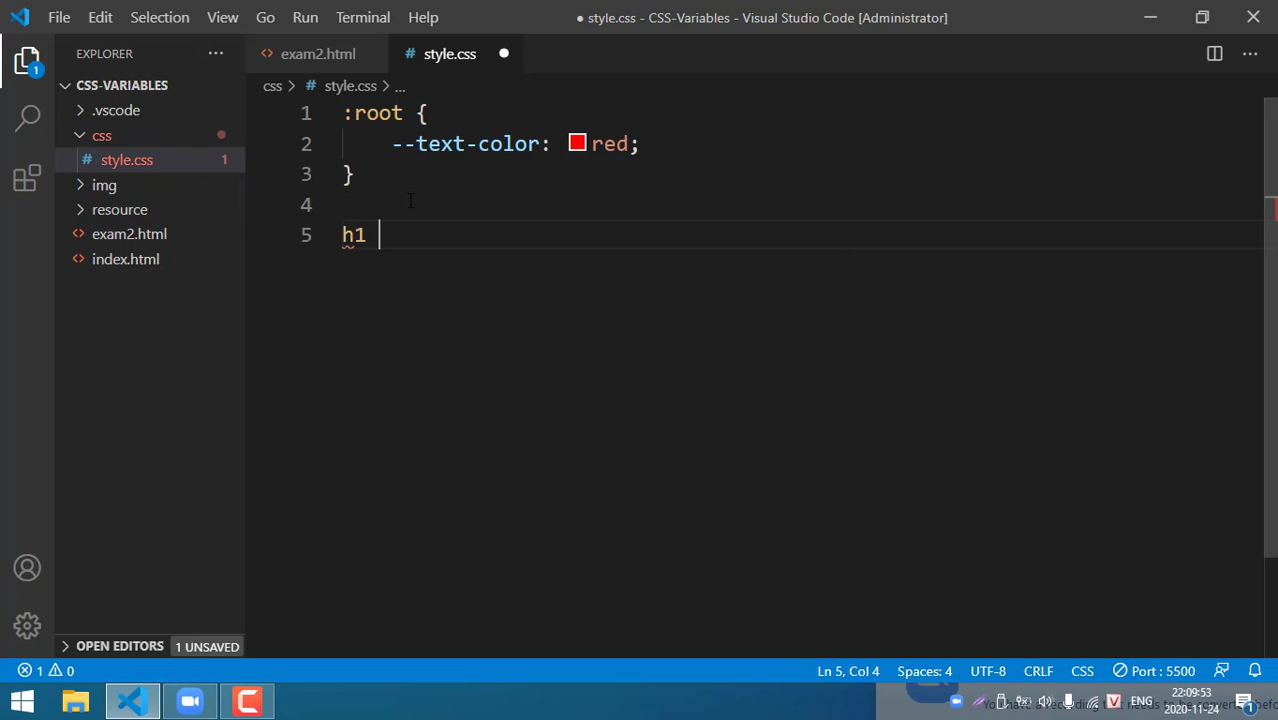 File Edit Selection View Go Run Terminal Help
● style.css - CSS-Variables - Visual Studio Code [Administrator]
EXPLORER
exam2.html
style.css
CSS-VARIABLES
css > # style.css > ...
.vscode
css
# style.css 1
img
resource
exam2.html
index.html
1 :root {
2 --text-color: red;
3 }
4
5 h1
1
OPEN EDITORS 1 UNSAVED
1 0
Ln 5, Col 4 Spaces: 4 UTF-8 CRLF CSS Port : 5500
ENG
22:09:53
2020-11-24
1